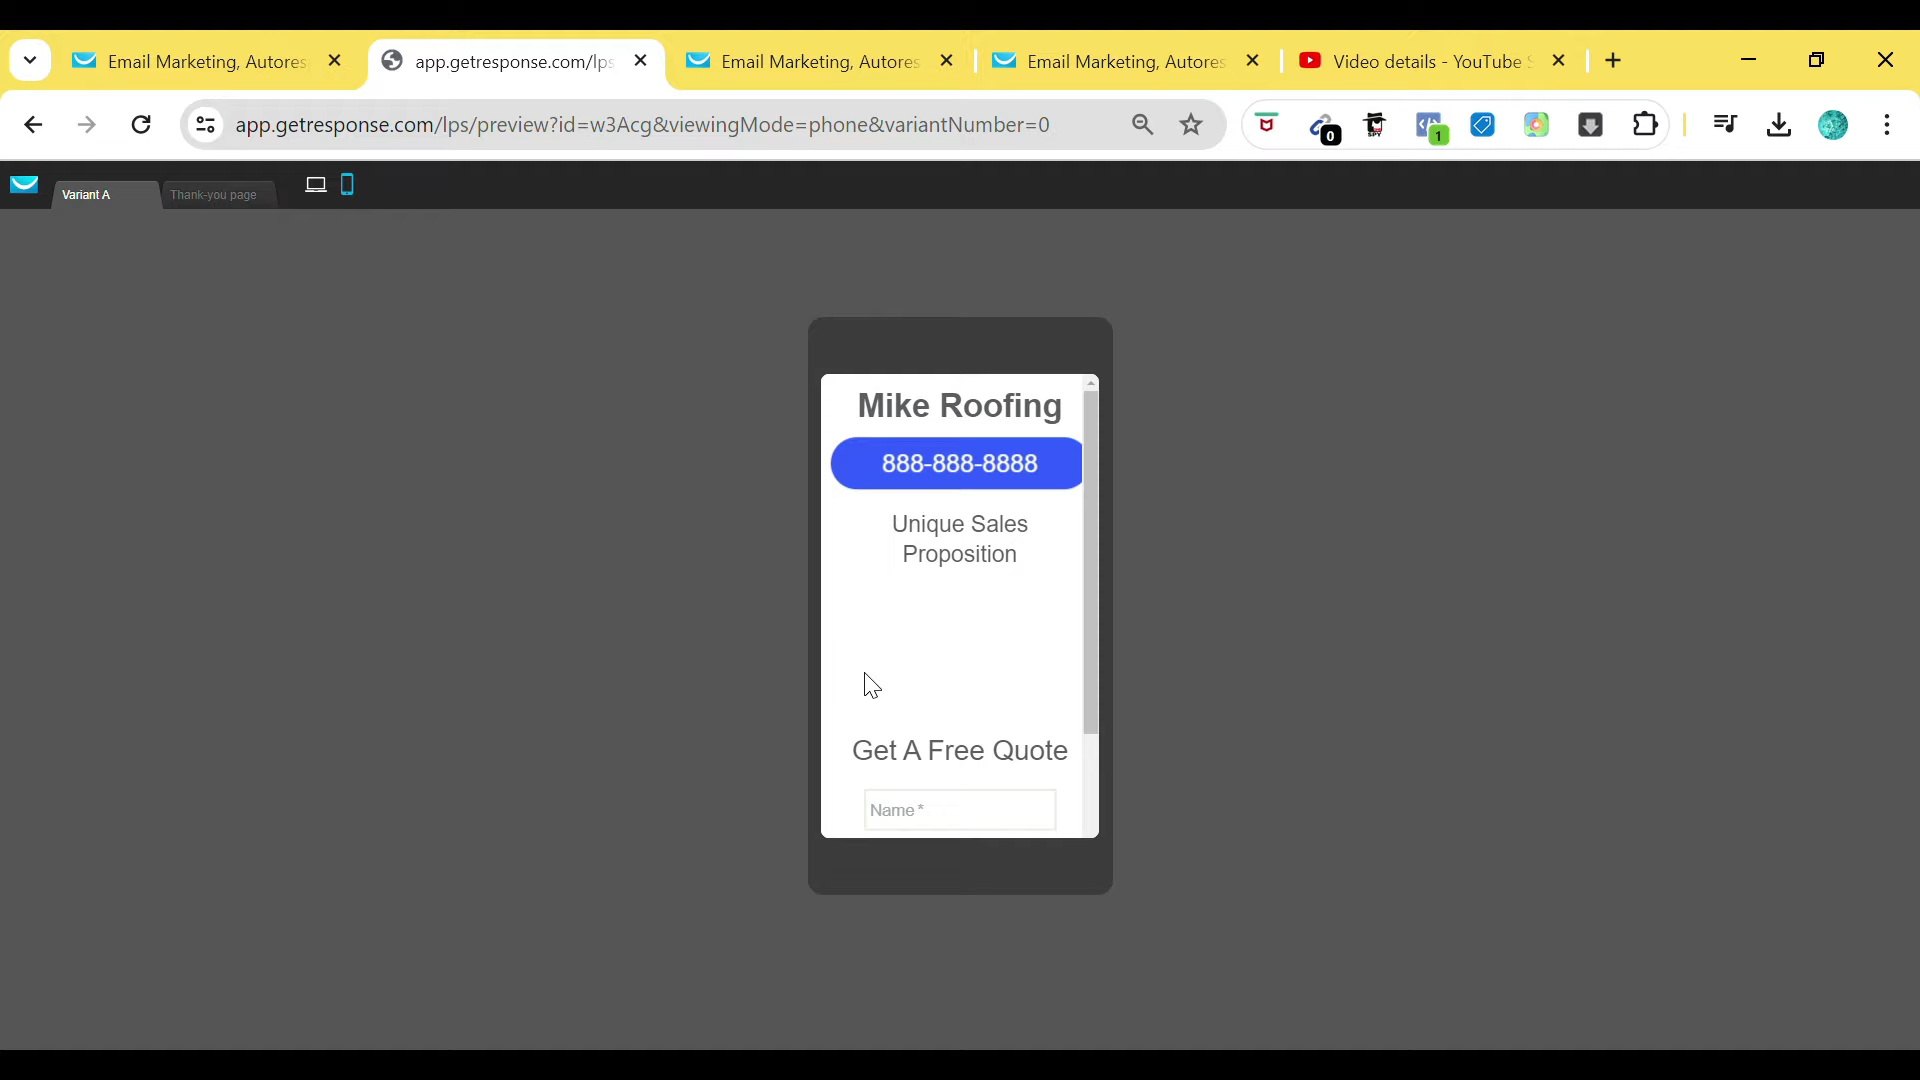 Email Marketing, Autores
app.getresponse.com/lps
Email Marketing, Autores
Email Marketing, Autores
Video details - YouTube S
app.getresponse.com/lps/preview?id=w3Acg&viewingMode=phone&variantNumber=0
SPY
0
1
Variant A
Thank-you page
Mike Roofing
888-888-8888
Unique Sales
Proposition
Get A Free Quote
Name*